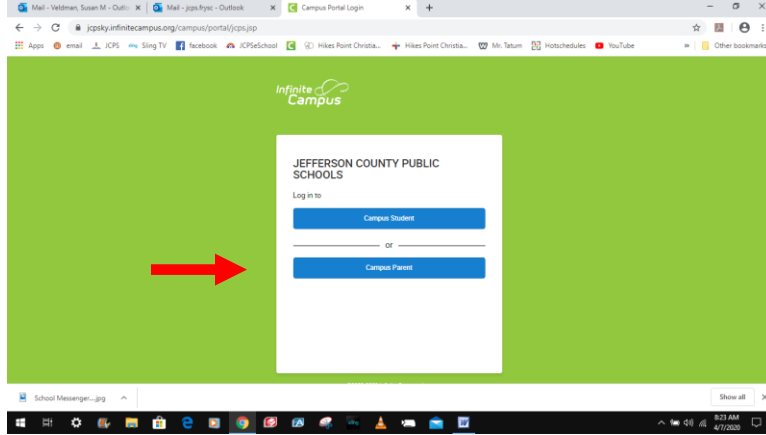 Mail - Veldman, Susan M - Outlo
Mail - jcps.frysc - Outlook
Campus Portal Login
jcpsky.infinitecampus.org/campus/portal/jcps.jsp
Apps
email
JCPS
Sling TV
facebook
JCPSeSchool
Hikes Point Christia...
Hikes Point Christia...
Mr. Tatum
Hotschedules
YouTube
Other bookmarks
Infinite
Campus
JEFFERSON COUNTY PUBLIC
SCHOOLS
Log in to
Campus Student
or
Campus Parent
School Messenger....jpg
Show all
8:23 AM
4/7/2020